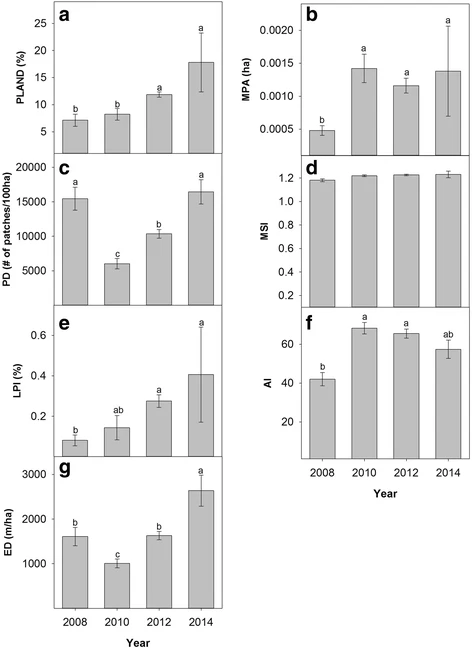 a
PLAND (%)
25
20
15
10
5
b
b
a
a
b
MPA (ha)
0.0020
0.0015
0.0010
0.0005
b
a
a
a
c
PD (# of patches/100ha)
20000
15000
10000
5000
a
c
b
a
d
MSI
1.2
1.0
0.8
0.6
0.4
0.2
e
LPI (%)
0.6
0.4
0.2
b
ab
a
a
f
AI
60
40
20
b
a
a
ab
2008 2010 2012 2014
Year
g
ED (m/ha)
3000
2000
1000
b
c
b
a
2008 2010 2012 2014
Year